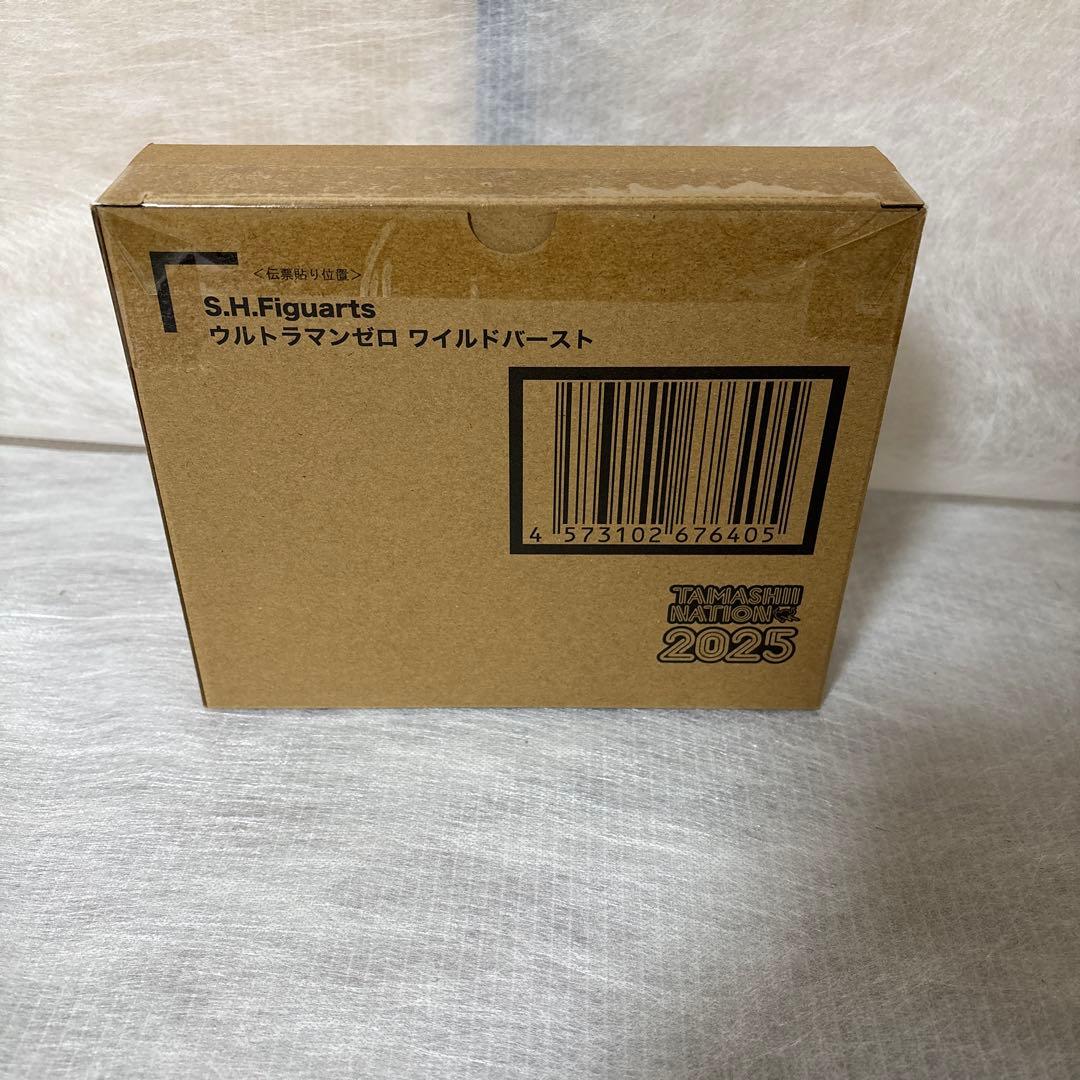 <伝票貼り位置>
S.H.Figuarts
ウルトラマンゼロ ワイルドバースト
4 573102 676405
TAMASHII
NATION
2025